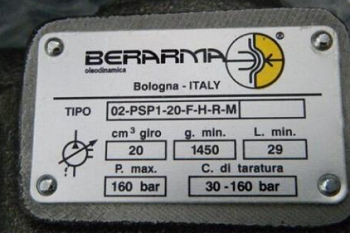 BERARMA ®
oleodinamica
Bologna - ITALY
TIPO 02-PSP1-20-F-H-R-M
cm³ giro g. min. L. min.
20 1450 29
P. max. C. di taratura
160 bar 30-160 bar